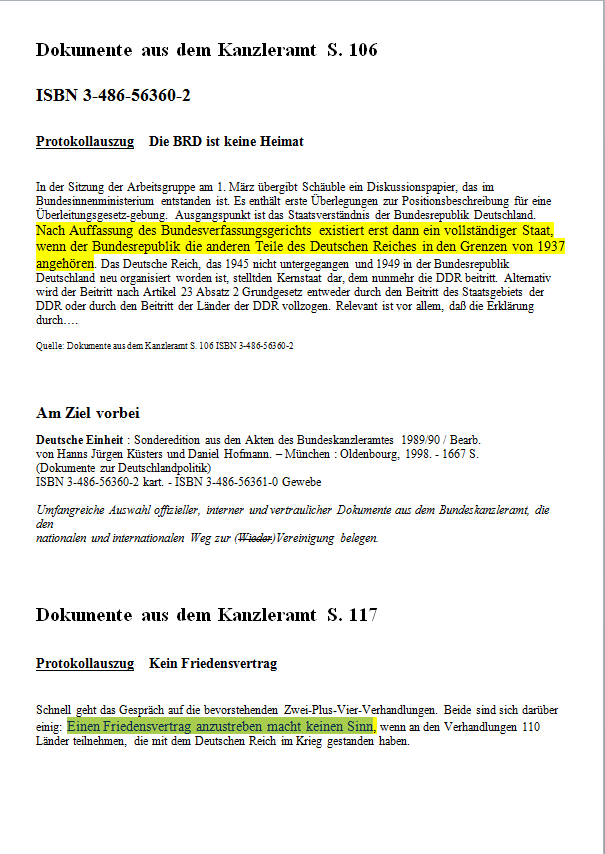 Dokumente aus dem Kanzleramt S. 106
ISBN 3-486-56360-2
Protokollauszug Die BRD ist keine Heimat
In der Sitzung der Arbeitsgruppe am 1. März übergibt Schäuble ein Diskussionspapier, das im
Bundesinnenministerium entstanden ist. Es enthält erste Überlegungen zur Positionsbeschreibung für eine
Überleitungsgesetz-gebung. Ausgangspunkt ist das Staatsverständnis der Bundesrepublik Deutschland.
Nach Auffassung des Bundesverfassungsgerichts existiert erst dann ein vollständiger Staat,
wenn der Bundesrepublik die anderen Teile des Deutschen Reiches in den Grenzen von 1937
angehören. Das Deutsche Reich, das 1945 nicht untergegangen und 1949 in der Bundesrepublik
Deutschland neu organisiert worden ist, stelltden Kernstaat dar, dem nunmehr die DDR beitritt. Alternativ
wird der Beitritt nach Artikel 23 Absatz 2 Grundgesetz entweder durch den Beitritt des Staatsgebiets der
DDR oder durch den Beitritt der Länder der DDR vollzogen. Relevant ist vor allem, daß die Erklärung
durch….
Quelle: Dokumente aus dem Kanzleramt S. 106 ISBN 3-486-56360-2
Am Ziel vorbei
Deutsche Einheit : Sonderedition aus den Akten des Bundeskanzleramtes 1989/90 / Bearb.
von Hanns Jürgen Küsters und Daniel Hofmann. – München : Oldenbourg, 1998. - 1667 S.
(Dokumente zur Deutschlandpolitik)
ISBN 3-486-56360-2 kart. - ISBN 3-486-56361-0 Gewebe
Umfangreiche Auswahl offizieller, interner und vertraulicher Dokumente aus dem Bundeskanzleramt, die
den
nationalen und internationalen Weg zur (Wieder)Vereinigung belegen.
Dokumente aus dem Kanzleramt S. 117
Protokollauszug Kein Friedensvertrag
Schnell geht das Gespräch auf die bevorstehenden Zwei-Plus-Vier-Verhandlungen. Beide sind sich darüber
einig: Einen Friedensvertrag anzustreben macht keinen Sinn, wenn an den Verhandlungen 110
Länder teilnehmen, die mit dem Deutschen Reich im Krieg gestanden haben.